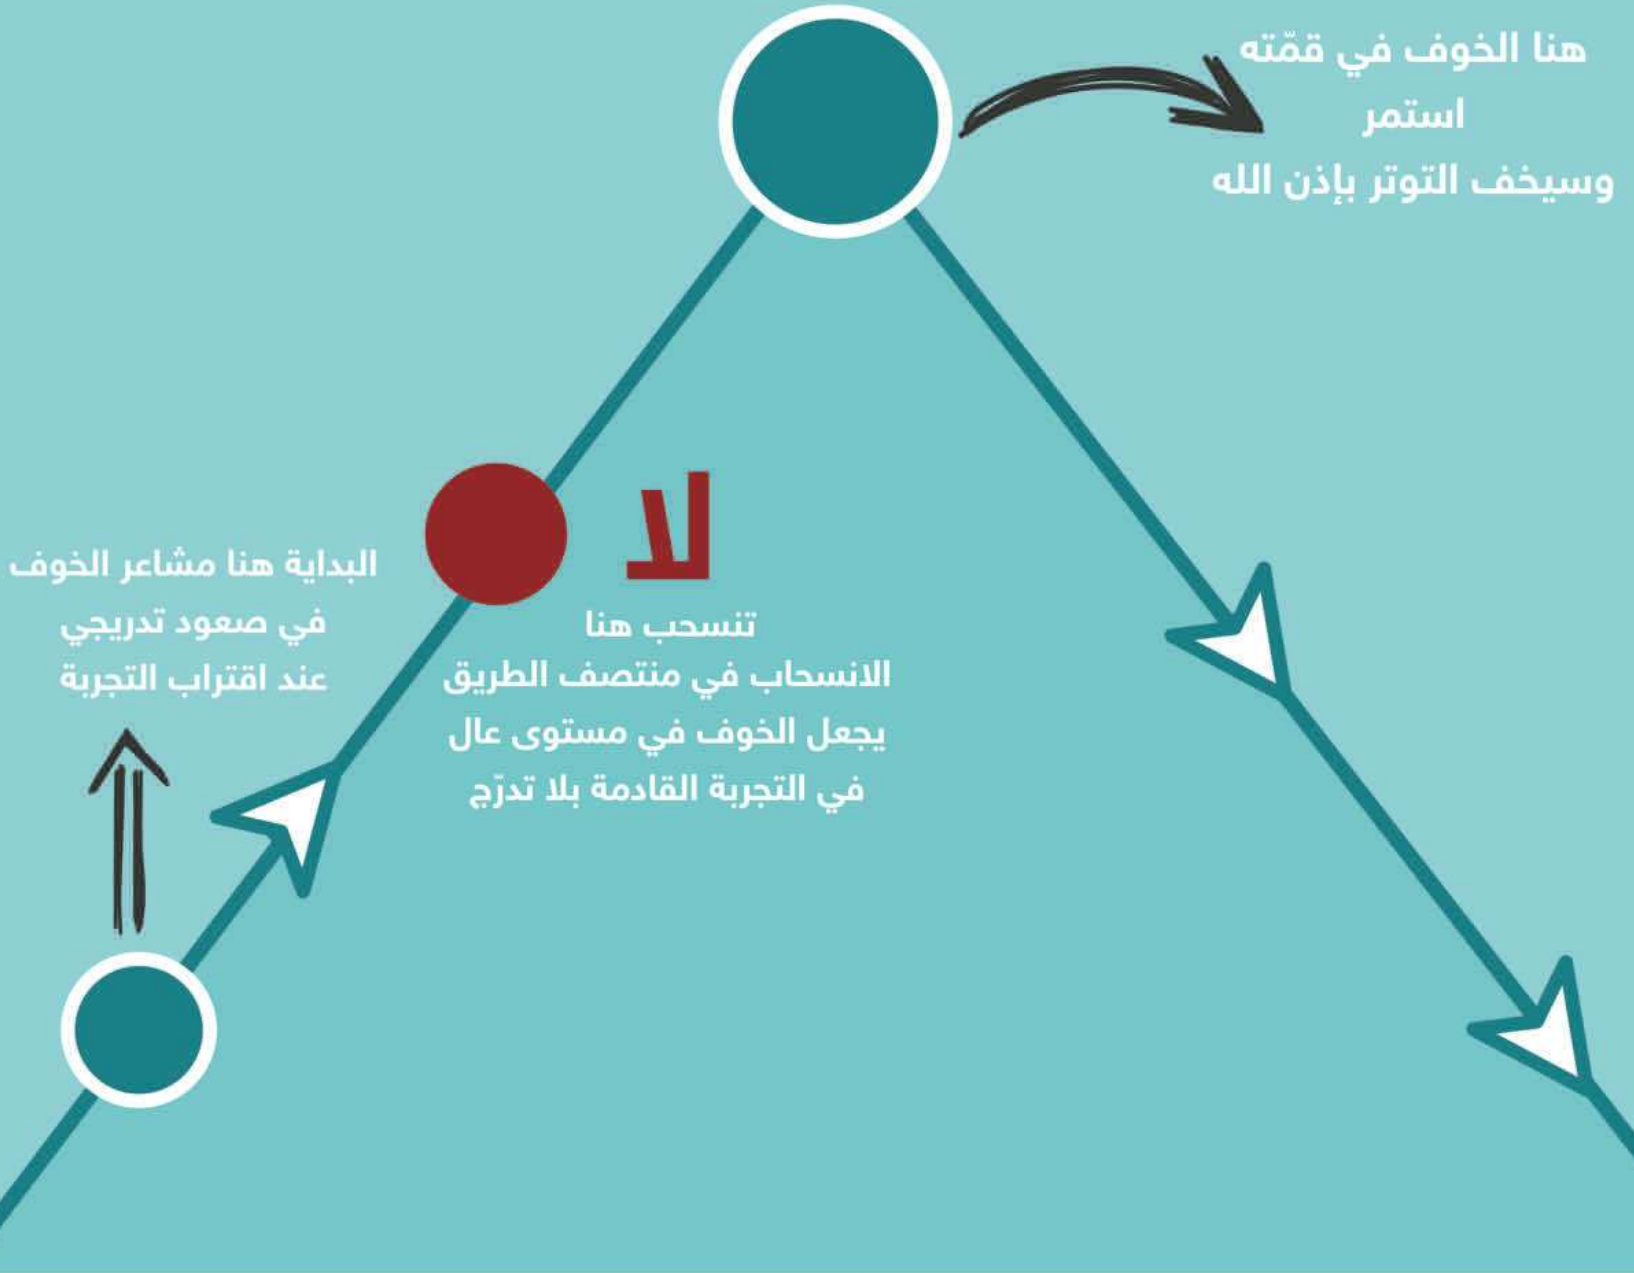 هنا الخوف في قمّته
استمر
وسيخف التوتر بإذن الله
البداية هنا مشاعر الخوف
في صعود تدريجي
عند اقتراب التجربة
لا
تنسحب هنا
الانسحاب في منتصف الطريق
يجعل الخوف في مستوى عال
في التجربة القادمة بلا تدرّج